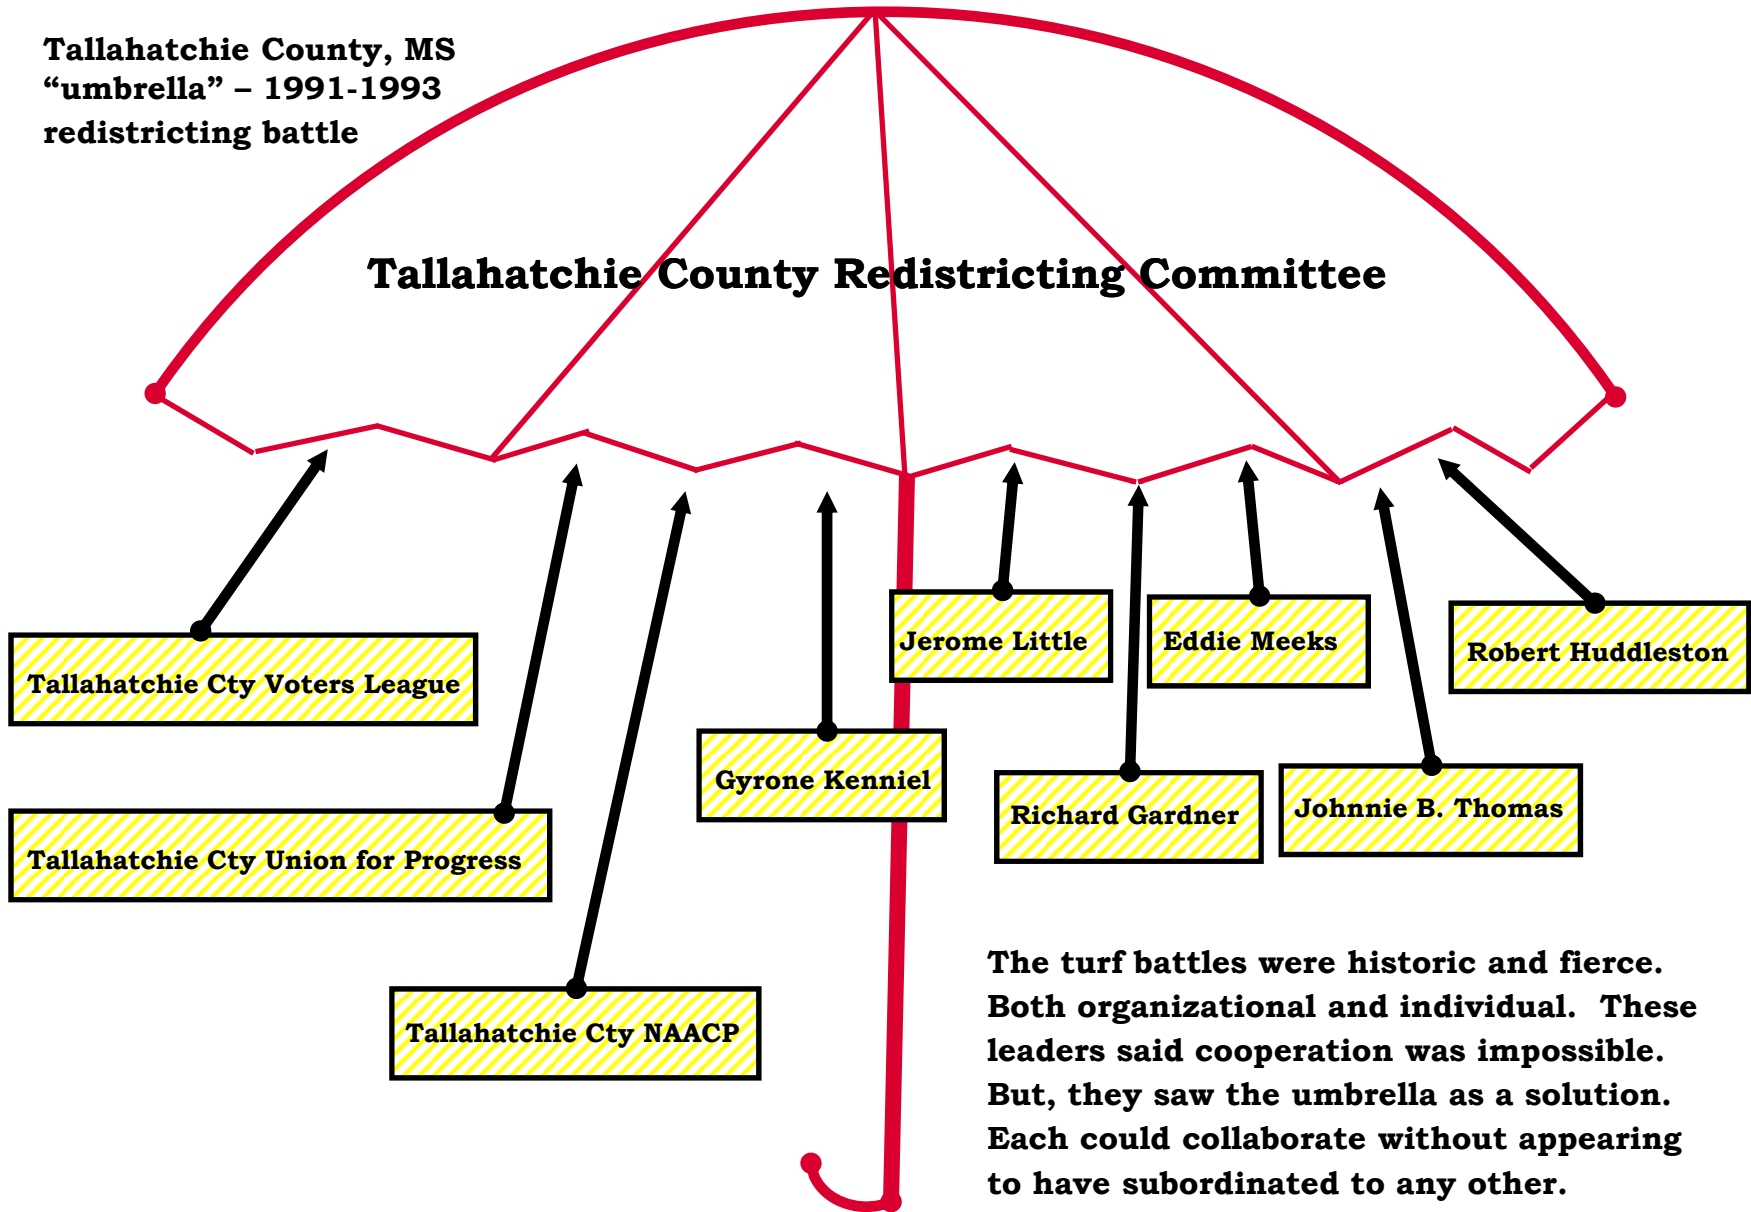 Tallahatchie County, MS
“umbrella” – 1991-1993
redistricting battle
Tallahatchie County Redistricting Committee
Jerome Little
Eddie Meeks
Robert Huddleston
Tallahatchie Cty Voters League
Gyrone Kenniel
Richard Gardner
Johnnie B. Thomas
Tallahatchie Cty Union for Progress
Tallahatchie Cty NAACP
The turf battles were historic and fierce.
Both organizational and individual.  These
leaders said cooperation was impossible.
But, they saw the umbrella as a solution.
Each could collaborate without appearing
to have subordinated to any other.